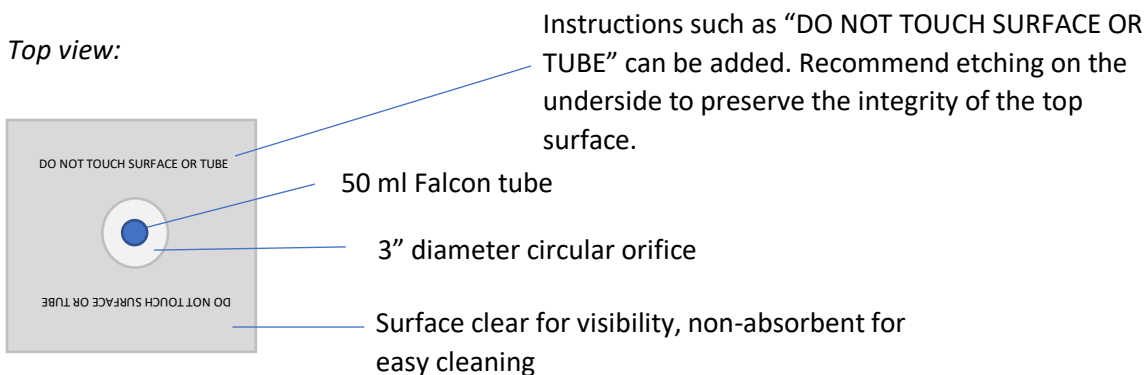 Top view:
Instructions such as “DO NOT TOUCH SURFACE OR
TUBE” can be added. Recommend etching on the
underside to preserve the integrity of the top
surface.
DO NOT TOUCH SURFACE OR TUBE
50 ml Falcon tube
3” diameter circular orifice
DO NOT TOUCH SURFACE OR TUBE
Surface clear for visibility, non-absorbent for
easy cleaning